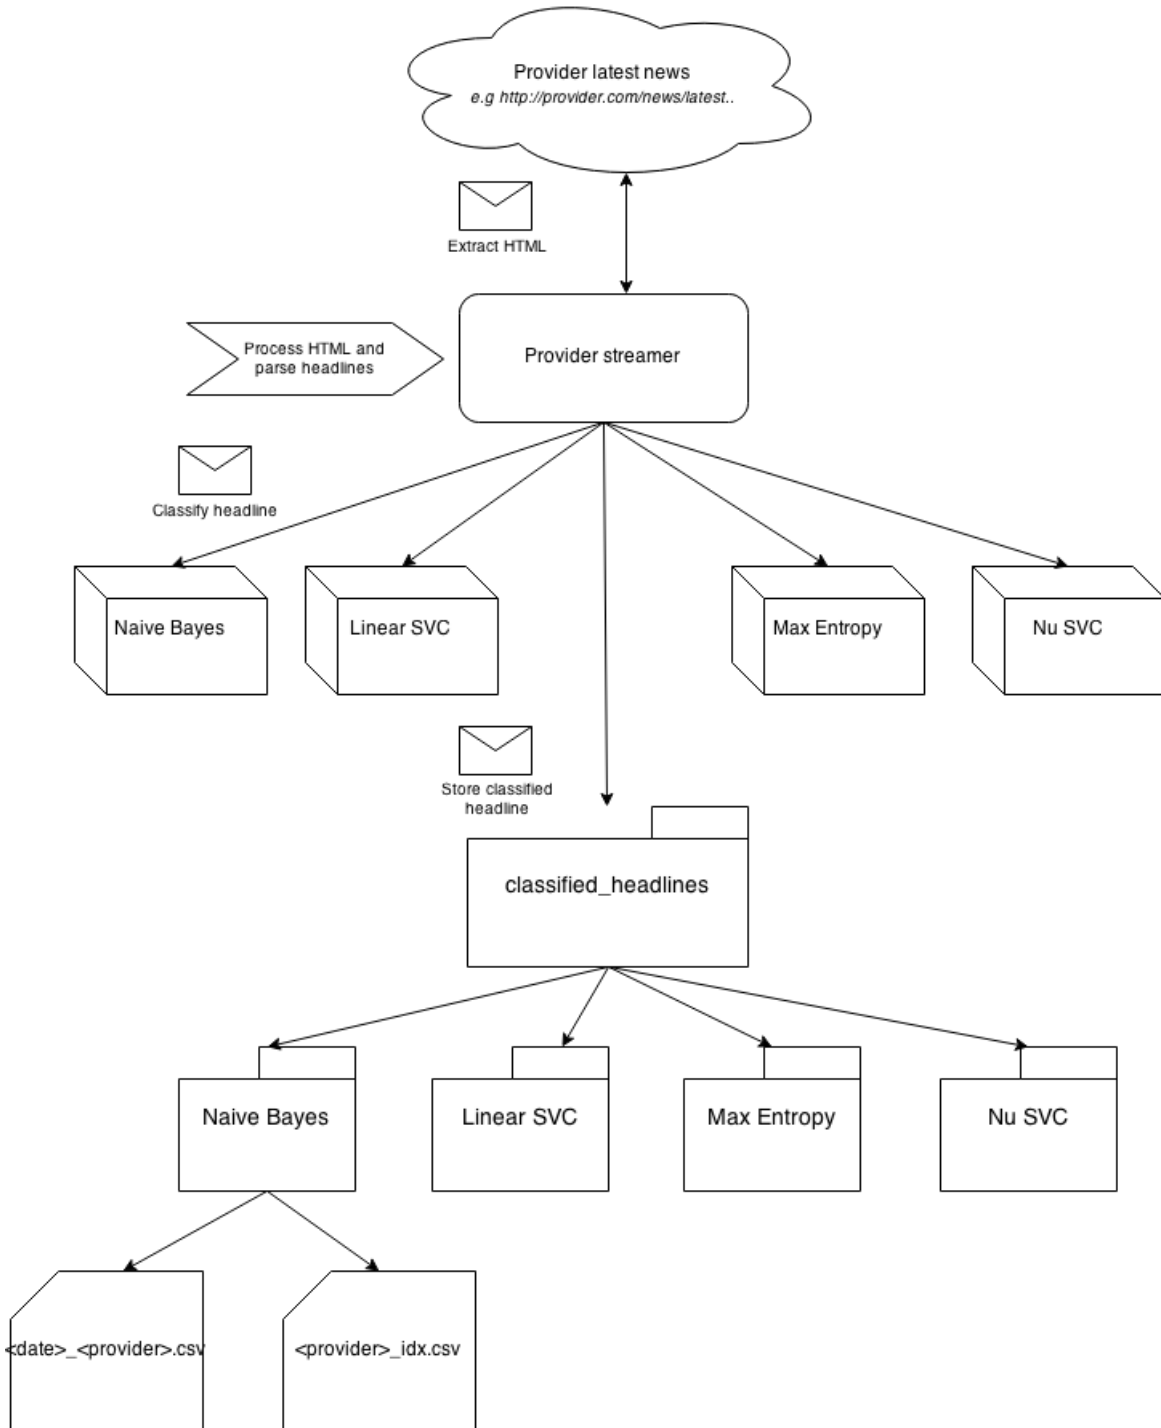 Provider latest news
e.g http://provider.com/news/latest..
Extract HTML
Process HTML and
parse headlines
Provider streamer
Classify headline
Naive Bayes
Linear SVC
Max Entropy
Nu SVC
Store classified
headline
classified_headlines
Naive Bayes
Linear SVC
Max Entropy
Nu SVC
<date>_<provider>.csv
<provider>_idx.csv